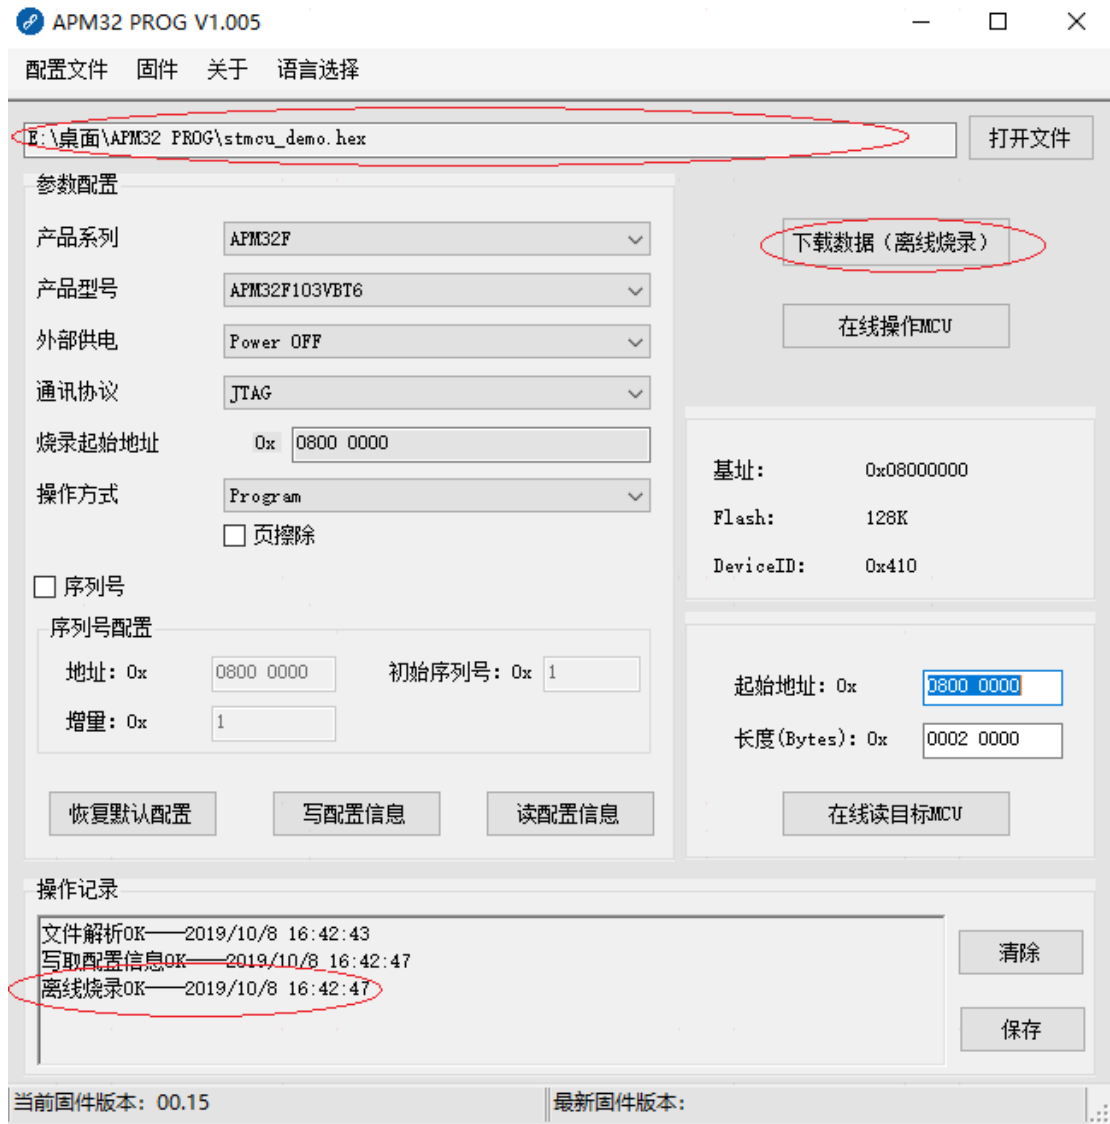 APM32 PROG V1.005
配置文件 固件 关于 语言选择
E:\桌面\APM32 PROG\stmcu_demo.hex 打开文件
参数配置
产品系列 APM32F
下载数据（离线烧录）
产品型号 APM32F103VBT6
外部供电 Power OFF
在线操作MCU
通讯协议 JTAG
烧录起始地址 0x 0800 0000
基址: 0x08000000
操作方式 Program
Flash: 128K
页擦除
DeviceID: 0x410
序列号
序列号配置
地址: 0x 0800 0000 初始序列号: 0x 1
起始地址: 0x 0800 0000
增量: 0x 1
长度(Bytes): 0x 0002 0000
恢复默认配置 写配置信息 读配置信息 在线读目标MCU
操作记录
文件解析OK——2019/10/8 16:42:43
写取配置信息OK——2019/10/8 16:42:47
离线烧录OK——2019/10/8 16:42:47
清除
保存
当前固件版本: 00.15 最新固件版本: